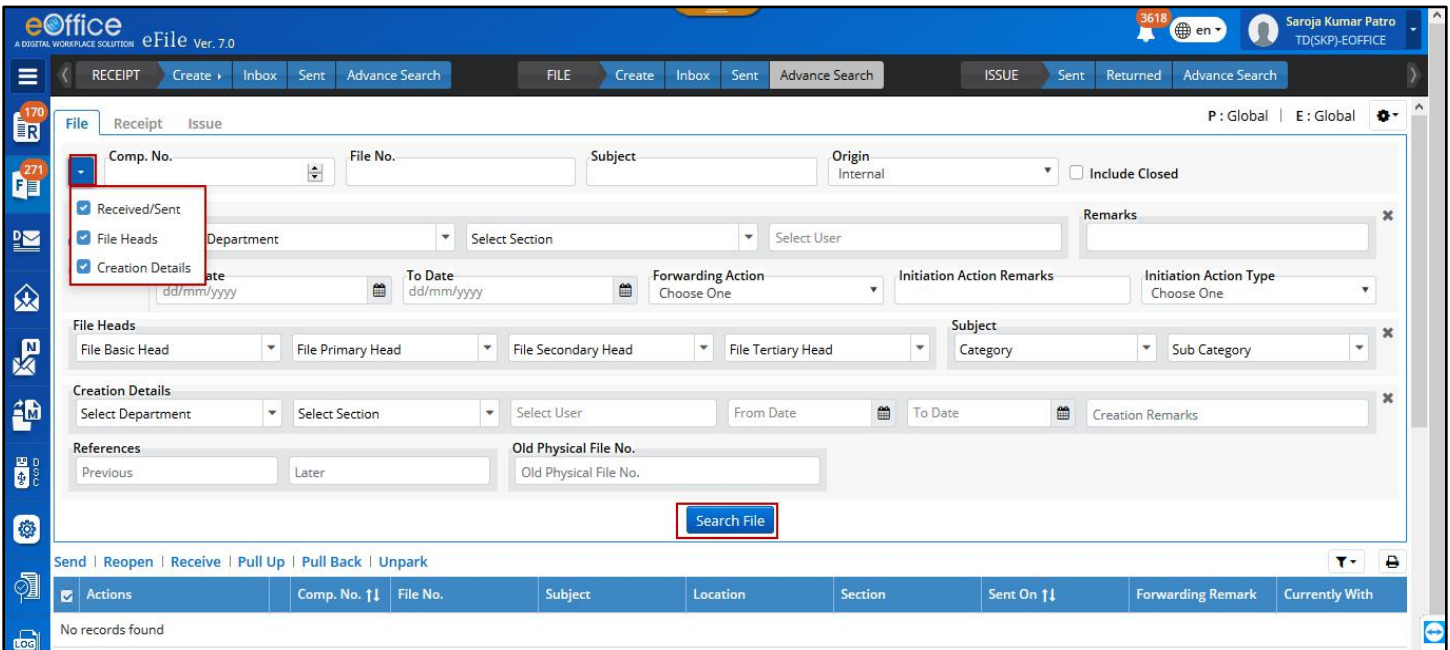 eOffice
A DIGITAL WORKPLACE SOLUTION eFile Ver. 7.0
3618 en Saroja Kumar Patro
TD(SKP)-EOFFICE
RECEIPT Create Inbox Sent Advance Search FILE Create Inbox Sent Advance Search ISSUE Sent Returned Advance Search
170 R
271 F
D
N
M
DSC
LOG
File Receipt Issue P : Global | E : Global
Comp. No. File No. Subject Origin
Internal Include Closed
Received/Sent
File Heads
Creation Details
Remarks
Department Select Section Select User
ate To Date Forwarding Action Initiation Action Remarks Initiation Action Type
dd/mm/yyyy dd/mm/yyyy Choose One Choose One
File Heads Subject
File Basic Head File Primary Head File Secondary Head File Tertiary Head Category Sub Category
Creation Details
Select Department Select Section Select User From Date To Date Creation Remarks
References Old Physical File No.
Previous Later Old Physical File No.
Search File
Send | Reopen | Receive | Pull Up | Pull Back | Unpark
Actions Comp. No. File No. Subject Location Section Sent On Forwarding Remark Currently With
No records found